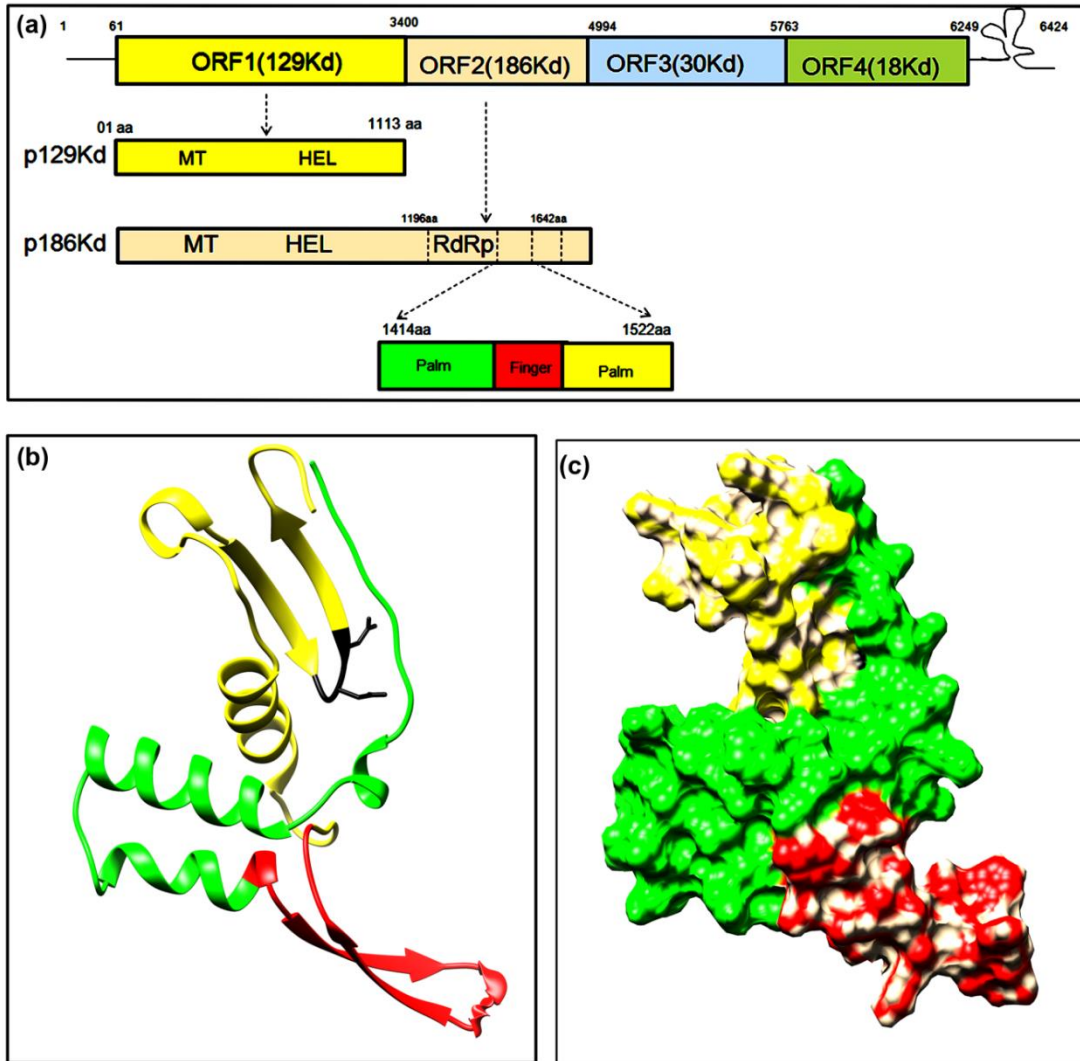 (a)
1 61 3400 4994 5763 6249 6424
ORF1(129Kd) ORF2(186Kd) ORF3(30Kd) ORF4(18Kd)
01 aa 1113 aa
p129Kd MT HEL
1196aa 1642aa
p186Kd MT HEL RdRp
1414aa 1522aa
Palm Finger Palm
(b) (c)